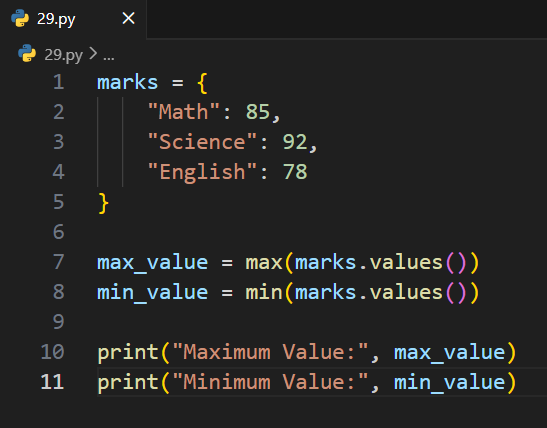 29.py ×
29.py > ...
1 marks = {
2     "Math": 85,
3     "Science": 92,
4     "English": 78
5 }
6
7 max_value = max(marks.values())
8 min_value = min(marks.values())
9
10 print("Maximum Value:", max_value)
11 print("Minimum Value:", min_value)